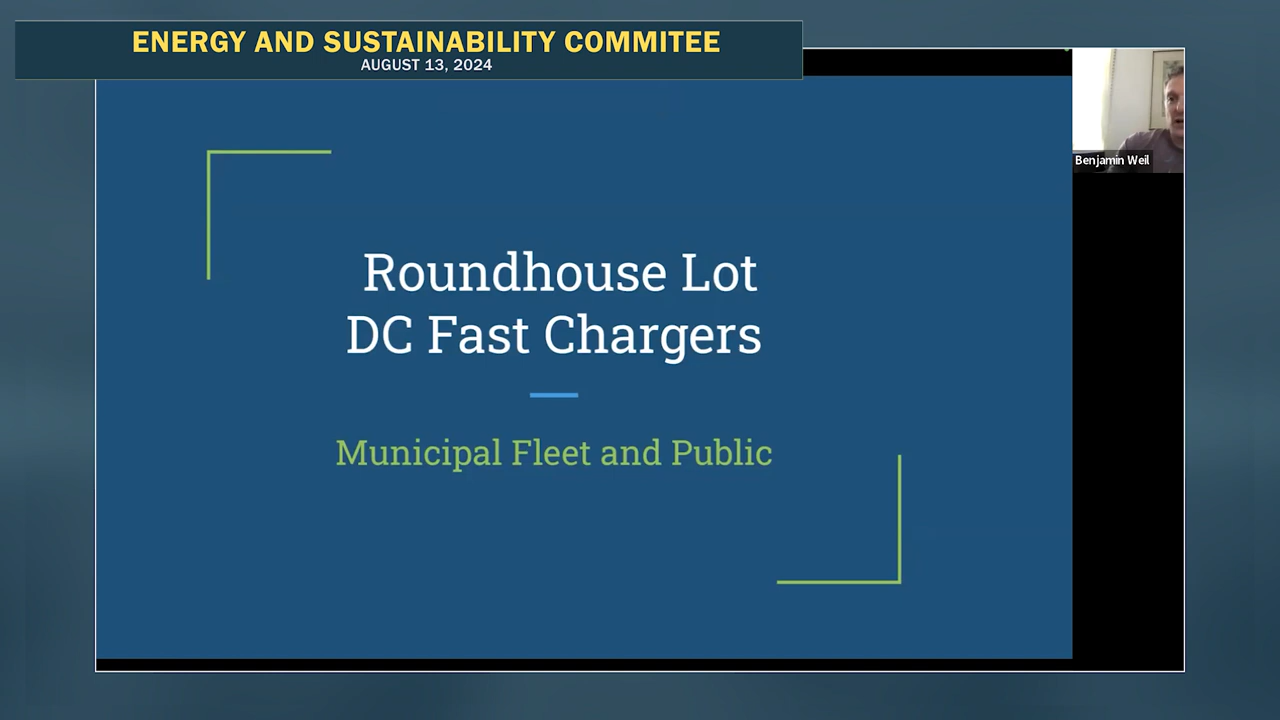 ENERGY AND SUSTAINABILITY COMMITEE
AUGUST 13, 2024
Benjamin Weil
Roundhouse Lot
DC Fast Chargers
Municipal Fleet and Public